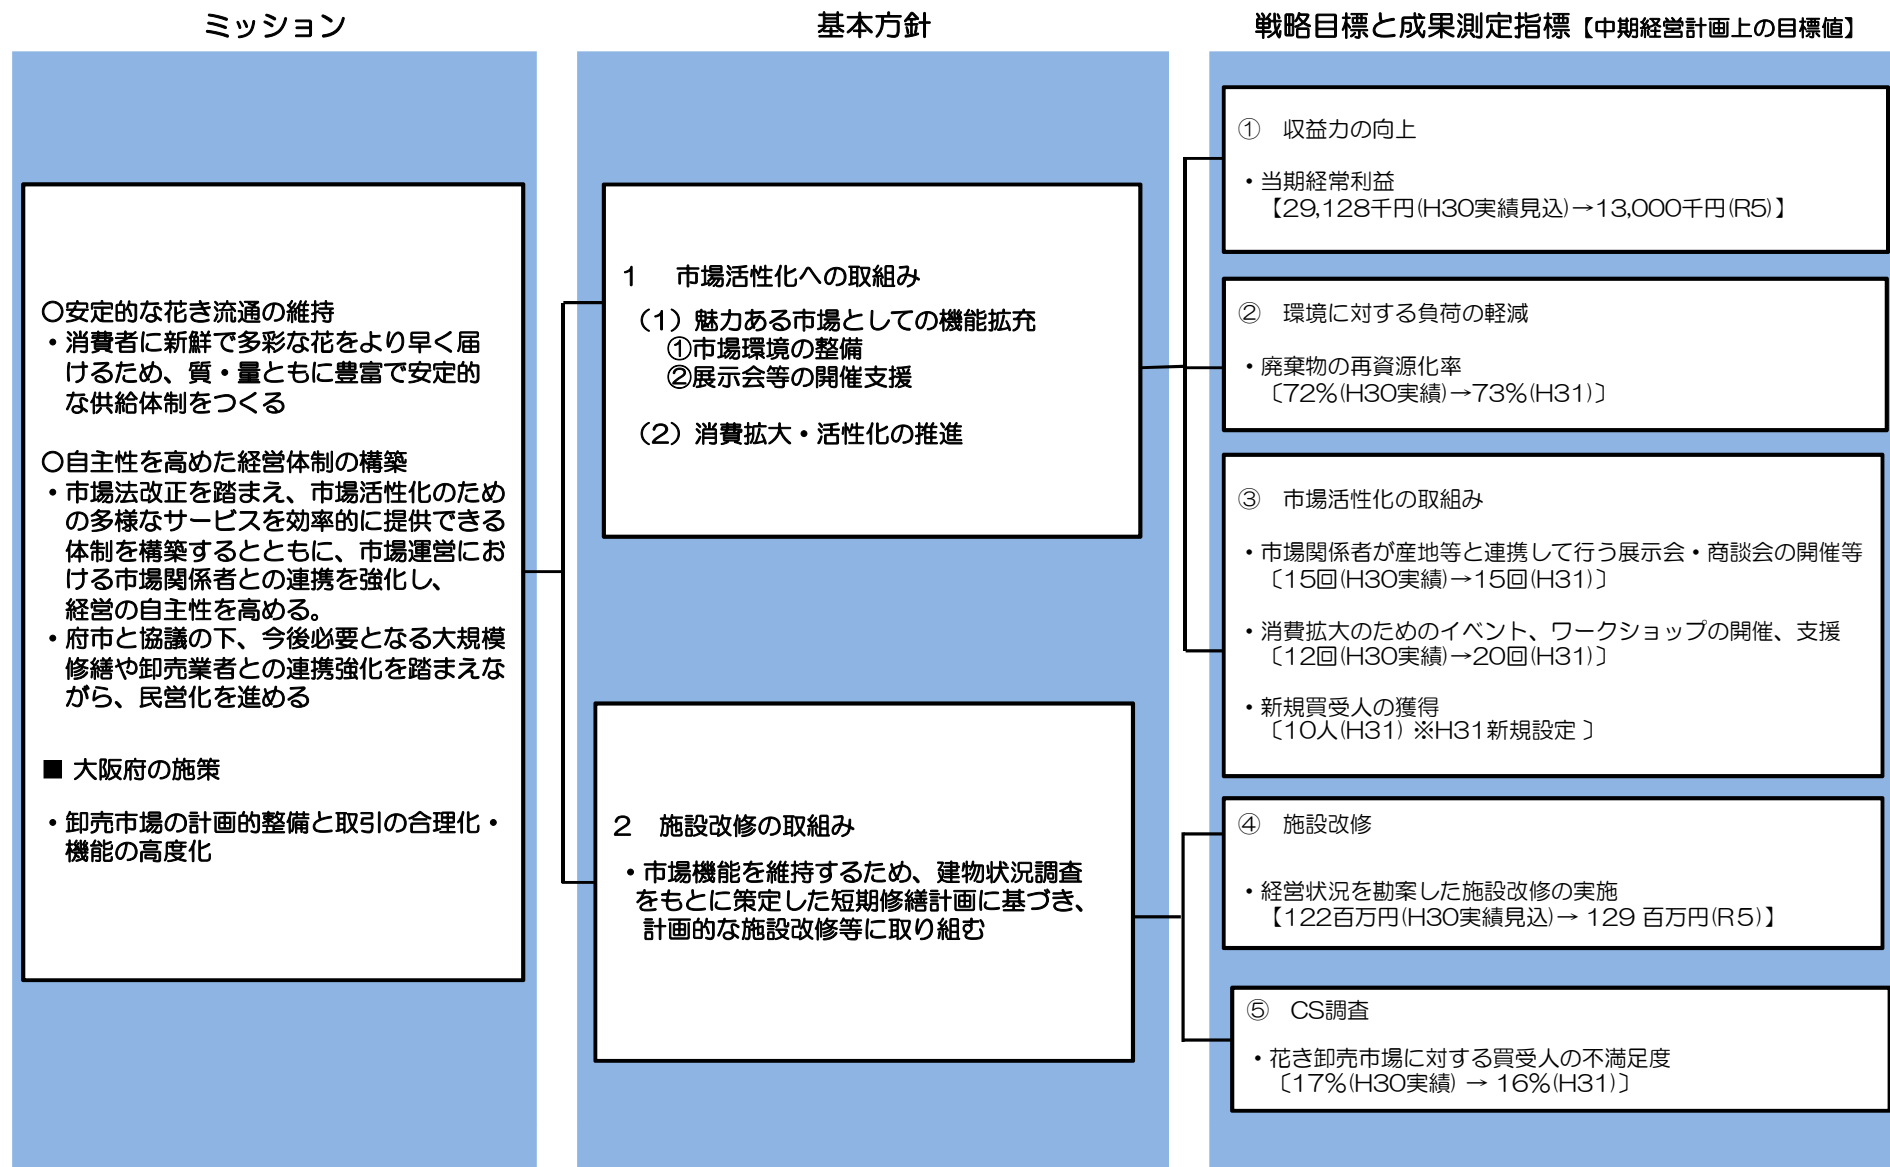 ミッション
〇安定的な花き流通の維持
・消費者に新鮮で多彩な花をより早く届
けるため、質・量ともに豊富で安定的
な供給体制をつくる
〇自主性を高めた経営体制の構築
・市場法改正を踏まえ、市場活性化のため
の多様なサービスを効率的に提供できる
体制を構築するとともに、市場運営にお
ける市場関係者との連携を強化し、
経営の自主性を高める。
・府市と協議の下、今後必要となる大規模
修繕や卸売業者との連携強化を踏まえな
がら、民営化を進める
■ 大阪府の施策
・卸売市場の計画的整備と取引の合理化・
機能の高度化
基本方針
1　市場活性化への取組み
（1）魅力ある市場としての機能拡充
①市場環境の整備
②展示会等の開催支援
（2）消費拡大・活性化の推進
2　施設改修の取組み
・市場機能を維持するため、建物状況調査
をもとに策定した短期修繕計画に基づき、
計画的な施設改修等に取り組む
戦略目標と成果測定指標【中期経営計画上の目標値】
①　収益力の向上
・当期経常利益
【29,128千円(H30実績見込)→13,000千円(R5)】
②　環境に対する負荷の軽減
・廃棄物の再資源化率
〔72%(H30実績)→73%(H31)〕
③　市場活性化の取組み
・市場関係者が産地等と連携して行う展示会・商談会の開催等
〔15回(H30実績)→15回(H31)〕
・消費拡大のためのイベント、ワークショップの開催、支援
〔12回(H30実績)→20回(H31)〕
・新規買受人の獲得
〔10人(H31) ※H31新規設定 〕
④　施設改修
・経営状況を勘案した施設改修の実施
【122百万円(H30実績見込)→ 129 百万円(R5)】
⑤　CS調査
・花き卸売市場に対する買受人の不満足度
〔17%(H30実績) → 16%(H31)〕